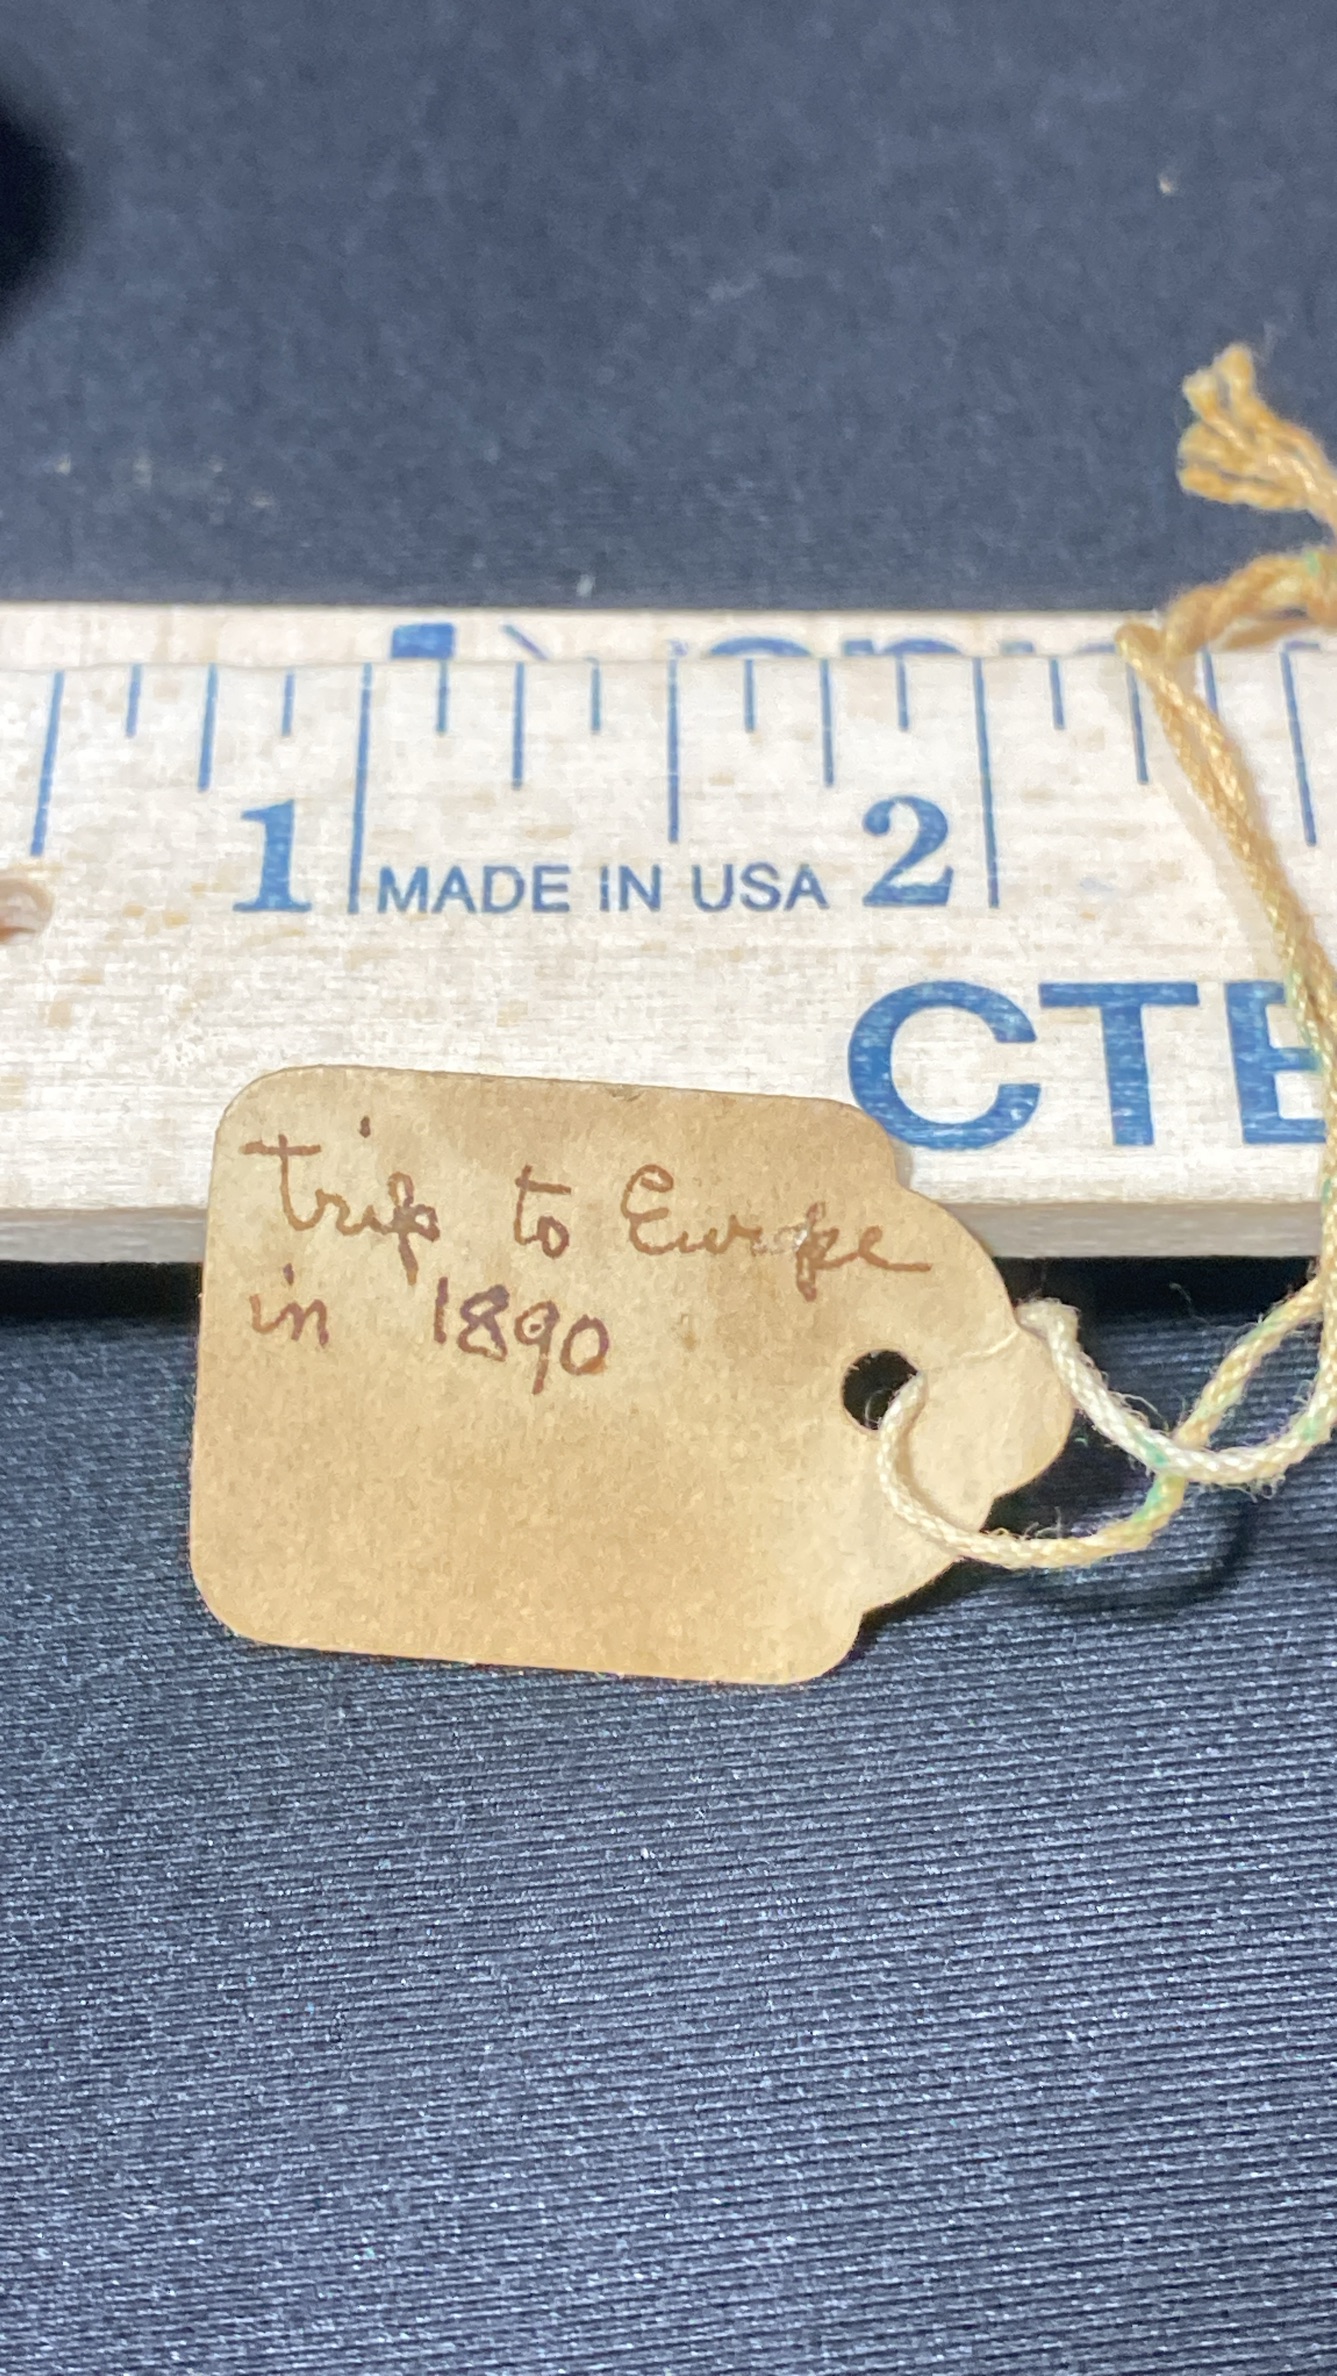 1 MADE IN USA 2
CTE
trip to Europe
in 1890